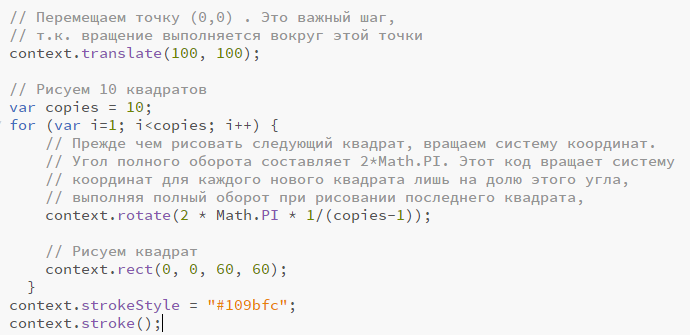 // Перемещаем точку (0,0) . Это важный шаг,
// т.к. вращение выполняется вокруг этой точки
context.translate(100, 100);
// Рисуем 10 квадратов
var copies = 10;
for (var i=1; i<copies; i++) {
// Прежде чем рисовать следующий квадрат, вращаем систему координат.
// Угол полного оборота составляет 2*Math.PI. Этот код вращает систему
// координат для каждого нового квадрата лишь на долю этого угла,
// выполняя полный оборот при рисовании последнего квадрата,
context.rotate(2 * Math.PI * 1/(copies-1));
// Рисуем квадрат
context.rect(0, 0, 60, 60);
}
context.strokeStyle = "#109bfc";
context.stroke();